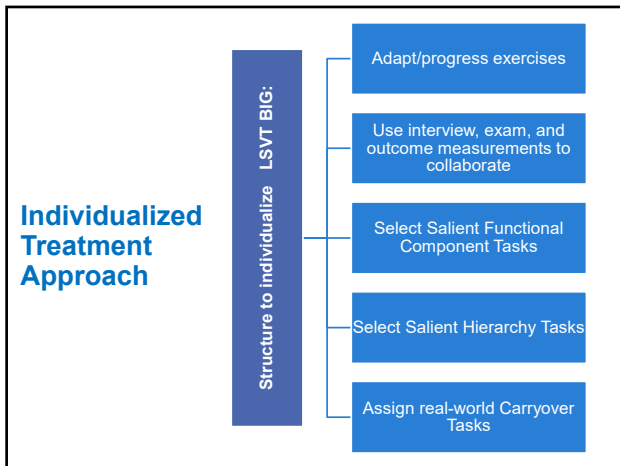 Individualized
Treatment
Approach
Structure to individualize LSVT BIG:
Adapt/progress exercises
Use interview, exam, and
outcome measurements to
collaborate
Select Salient Functional
Component Tasks
Select Salient Hierarchy Tasks
Assign real-world Carryover
Tasks